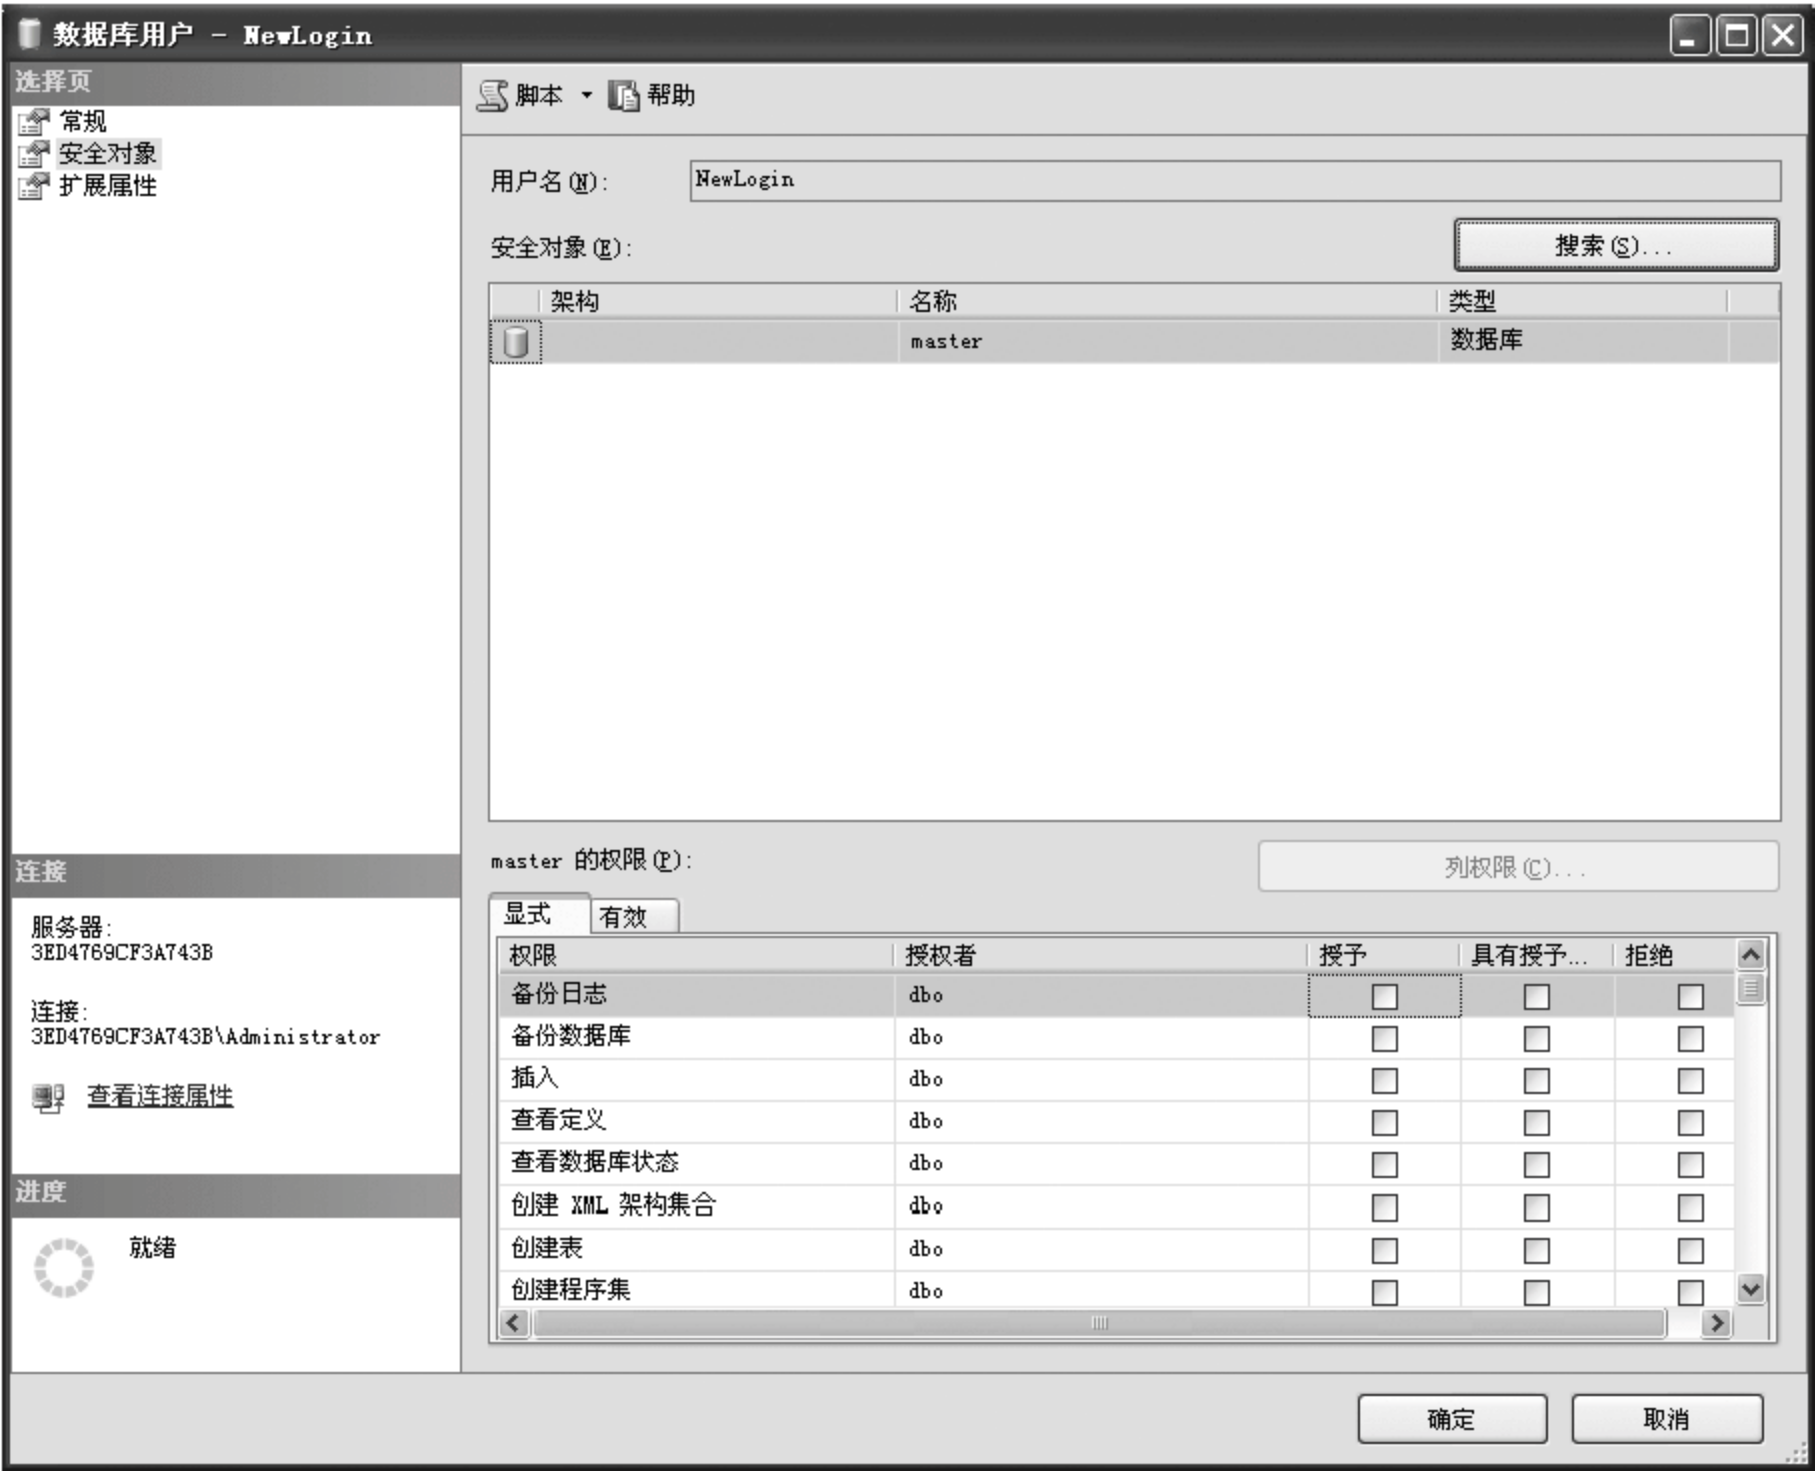 数据库用户 - NewLogin
选择页
常规
安全对象
扩展属性
连接
服务器:
3ED4769CF3A743B
连接:
3ED4769CF3A743B\Administrator
查看连接属性
进度
就绪
脚本 帮助
用户名(N): NewLogin
安全对象(E): 搜索(S)...
架构 名称 类型
master 数据库
master 的权限(P): 列权限(C)...
显式 有效
权限 授权者 授予 具有授予... 拒绝
备份日志 dbo
备份数据库 dbo
插入 dbo
查看定义 dbo
查看数据库状态 dbo
创建 XML 架构集合 dbo
创建表 dbo
创建程序集 dbo
确定 取消